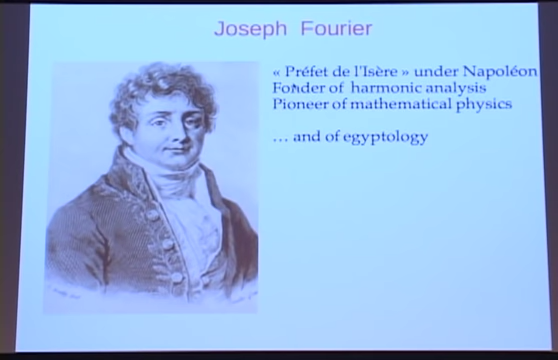 Joseph Fourier
« Préfet de l'Isère » under Napoléon
Fonder of harmonic analysis
Pioneer of mathematical physics
... and of egyptology